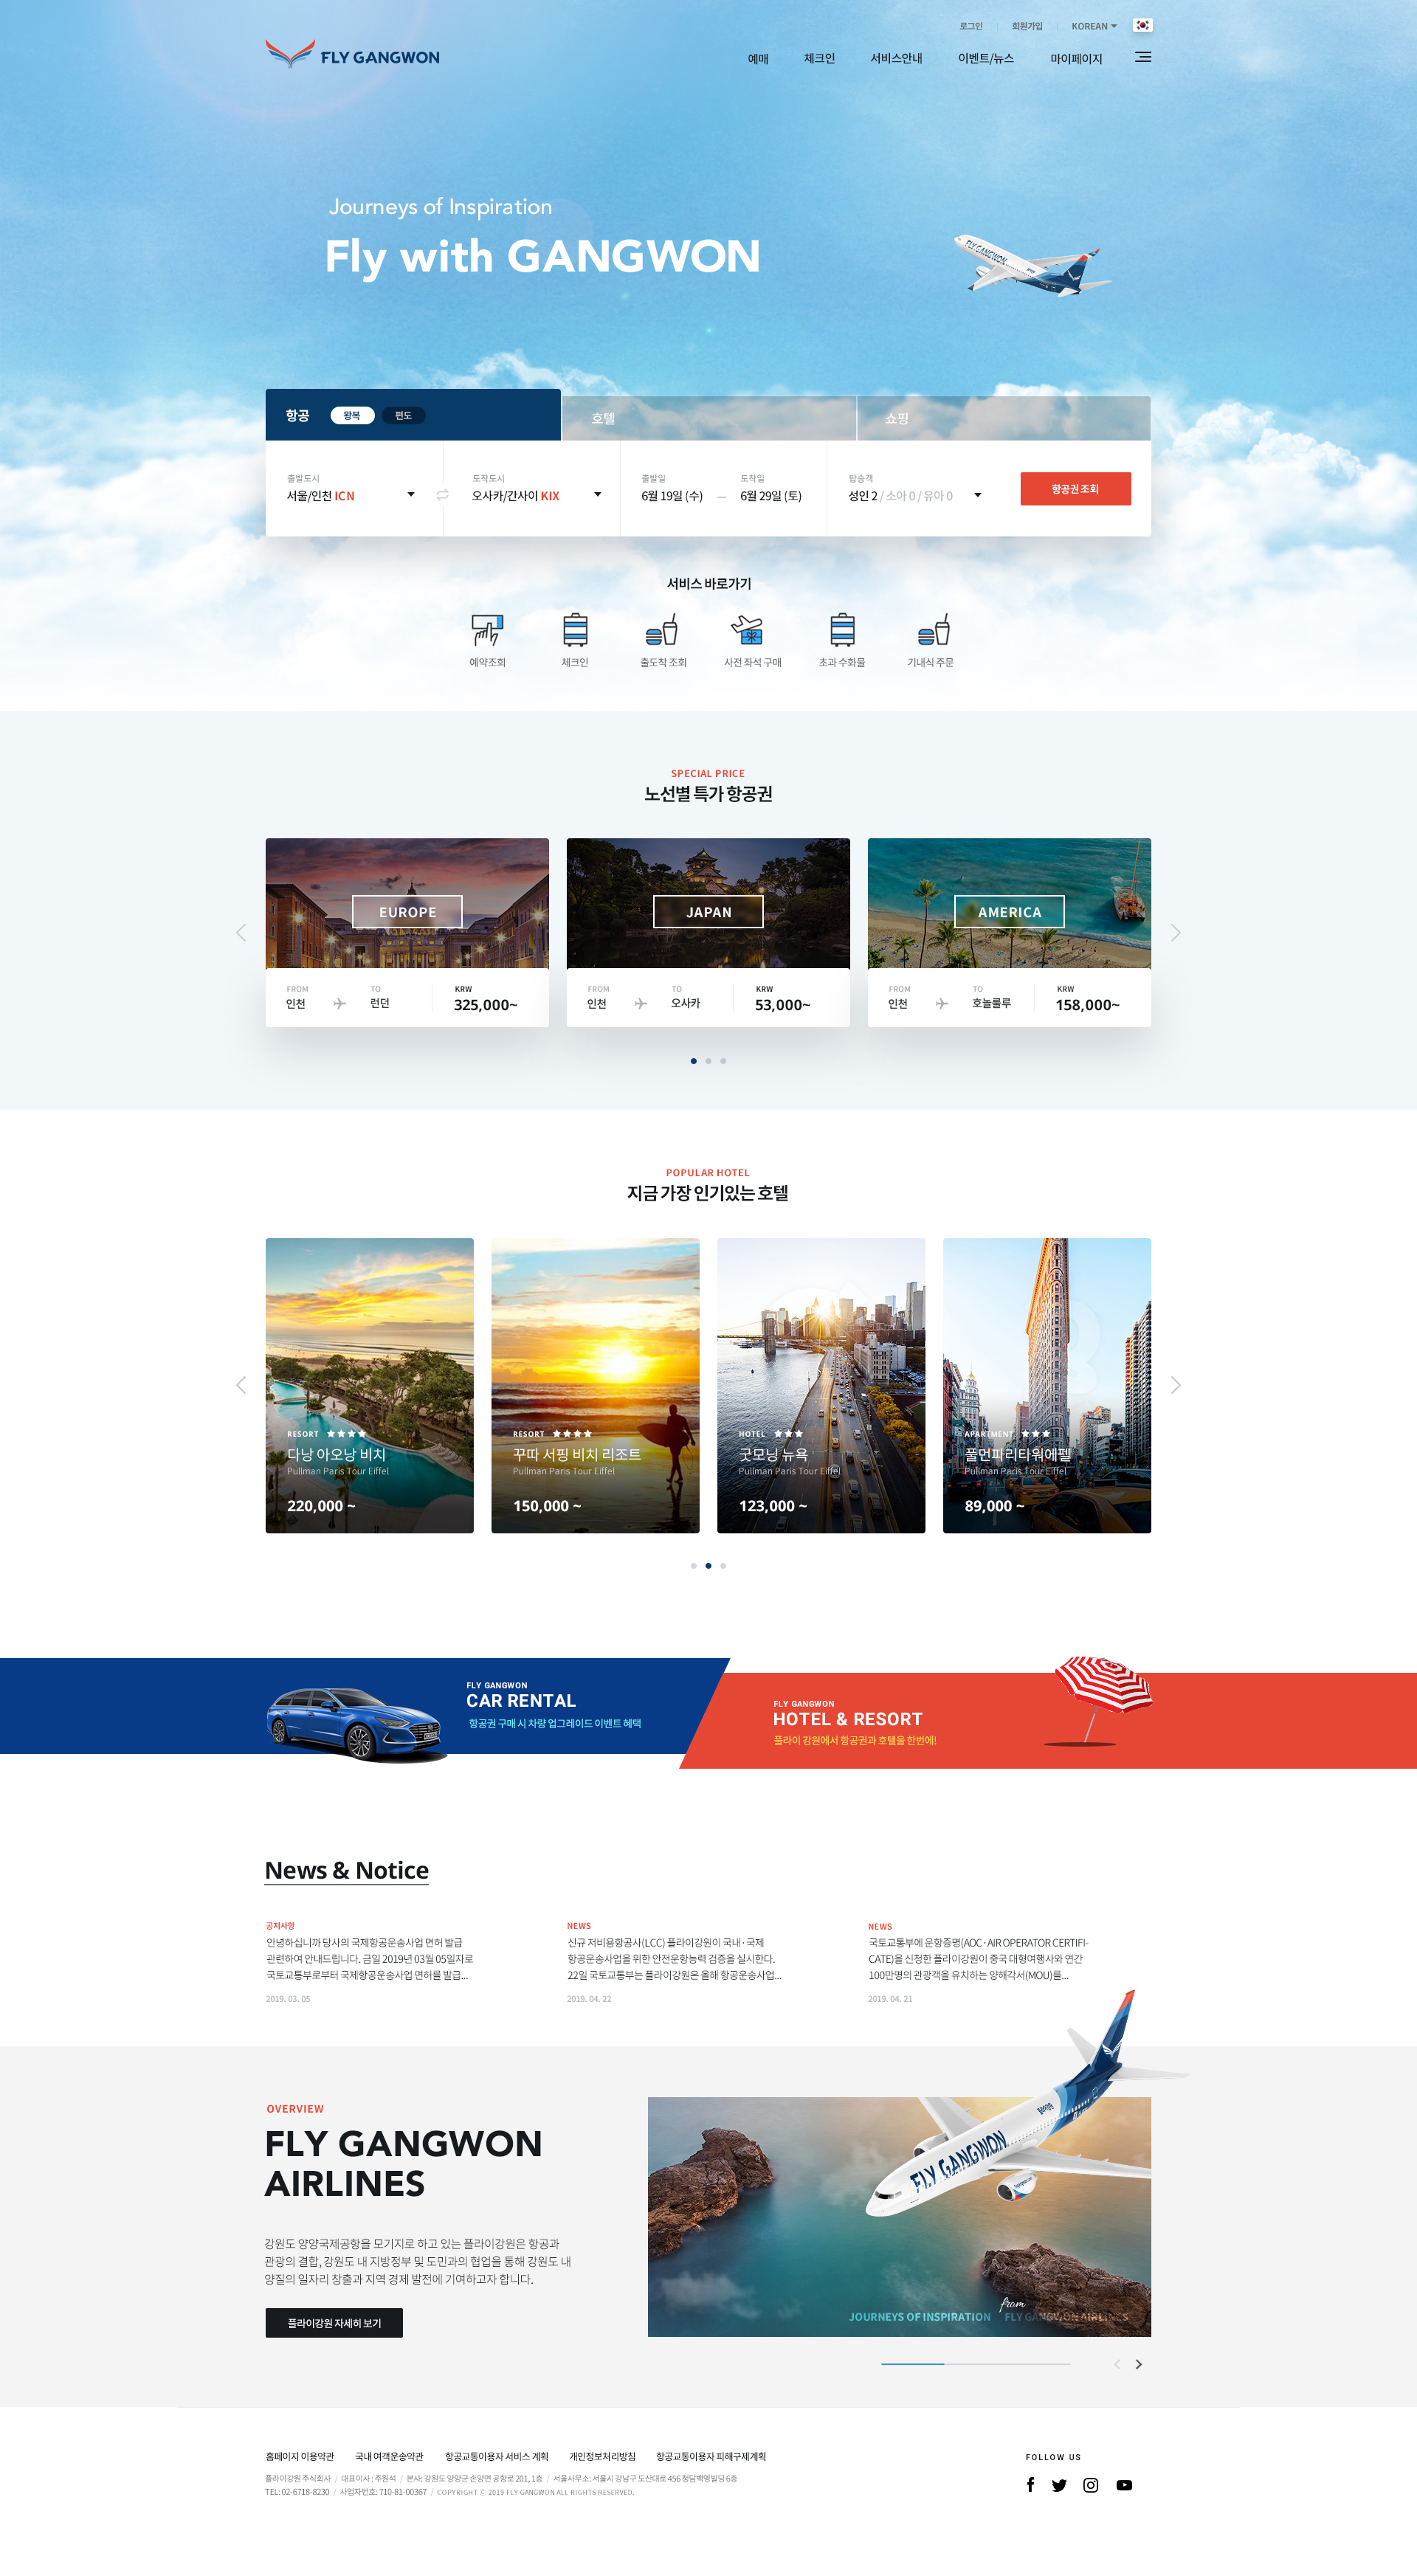 로그인
회원가입
KOREAN
FLY GANGWON
예매
체크인
서비스안내
이벤트/뉴스
마이페이지
Journeys of Inspiration
Fly with GANGWON
FLY GANGWON
항공
왕복
편도
호텔
쇼핑
출발도시
서울/인천 ICN
도착도시
오사카/간사이 KIX
출발일
6월 19일 (수)
—
도착일
6월 29일 (토)
탑승객
성인 2 / 소아 0 / 유아 0
항공권 조회
서비스 바로가기
예약조회
체크인
출도착 조회
사전 좌석 구매
초과 수화물
기내식 주문
SPECIAL PRICE
노선별 특가 항공권
EUROPE
FROM
인천
TO
런던
KRW
325,000~
JAPAN
FROM
인천
TO
오사카
KRW
53,000~
AMERICA
FROM
인천
TO
호놀룰루
KRW
158,000~
POPULAR HOTEL
지금 가장 인기있는 호텔
RESORT ★★★★
다낭 아오낭 비치
Pullman Paris Tour Eiffel
220,000 ~
RESORT ★★★★
꾸따 서핑 비치 리조트
Pullman Paris Tour Eiffel
150,000 ~
HOTEL ★★★
굿모닝 뉴욕
Pullman Paris Tour Eiffel
123,000 ~
APARTMENT ★★★
풀먼파리타워에펠
Pullman Paris Tour Eiffel
89,000 ~
FLY GANGWON
CAR RENTAL
항공권 구매 시 차량 업그레이드 이벤트 혜택
FLY GANGWON
HOTEL & RESORT
플라이 강원에서 항공권과 호텔을 한번에!
News & Notice
공지사항
안녕하십니까 당사의 국제항공운송사업 면허 발급
관련하여 안내드립니다. 금일 2019년 03월 05일자로
국토교통부로부터 국제항공운송사업 면허를 발급...
2019. 03. 05
NEWS
신규 저비용항공사(LCC) 플라이강원이 국내·국제
항공운송사업을 위한 안전운항능력 검증을 실시한다.
22일 국토교통부는 플라이강원은 올해 항공운송사업...
2019. 04. 22
NEWS
국토교통부에 운항증명(AOC·AIR OPERATOR CERTIFI-
CATE)을 신청한 플라이강원이 중국 대형여행사와 연간
100만명의 관광객을 유치하는 양해각서(MOU)를...
2019. 04. 21
OVERVIEW
FLY GANGWON
AIRLINES
강원도 양양국제공항을 모기지로 하고 있는 플라이강원은 항공과
관광의 결합, 강원도 내 지방정부 및 도민과의 협업을 통해 강원도 내
양질의 일자리 창출과 지역 경제 발전에 기여하고자 합니다.
플라이강원 자세히 보기
플라이강원
FLY GANGWON
JOURNEYS OF INSPIRATION from FLY GANGWON AIRLINES
홈페이지 이용약관
국내 여객운송약관
항공교통이용자 서비스 계획
개인정보처리방침
항공교통이용자 피해구제계획
플라이강원 주식회사 / 대표이사 : 주원석 / 본사: 강원도 양양군 손양면 공항로 201, 1층 / 서울사무소: 서울시 강남구 도산대로 456 청담백영빌딩 6층
TEL: 02-6718-8230 / 사업자번호: 710-81-00367 / COPYRIGHT ⓒ 2019 FLY GANGWON ALL RIGHTS RESERVED.
FOLLOW US